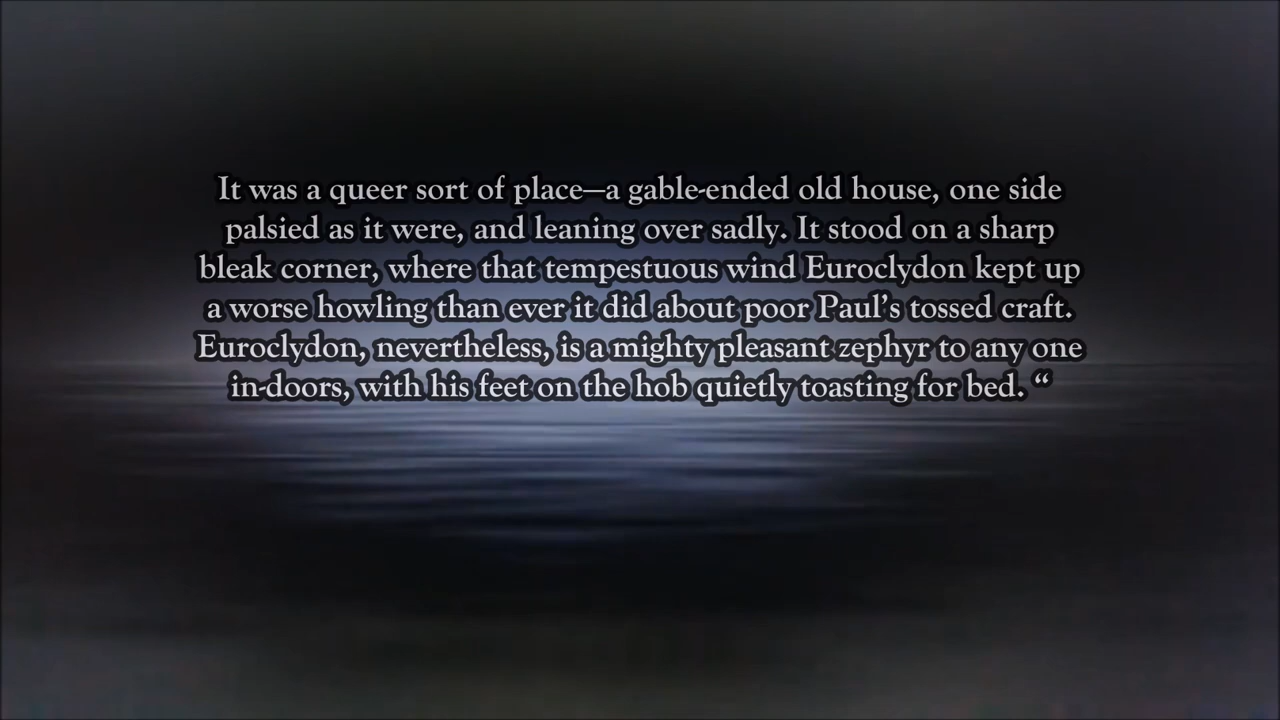 It was a queer sort of place—a gable-ended old house, one side
palsied as it were, and leaning over sadly. It stood on a sharp
bleak corner, where that tempestuous wind Euroclydon kept up
a worse howling than ever it did about poor Paul’s tossed craft.
Euroclydon, nevertheless, is a mighty pleasant zephyr to any one
in-doors, with his feet on the hob quietly toasting for bed. “